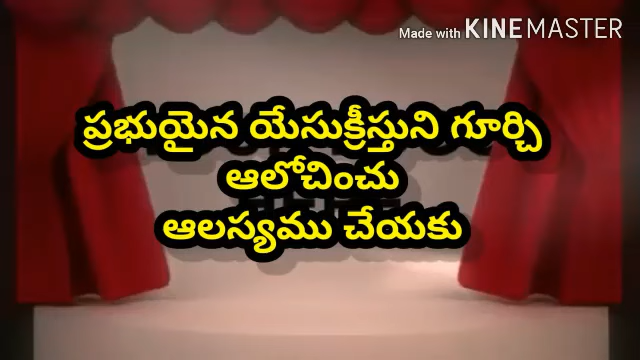 Made with KINEMASTER
ప్రభుయైన యేసుక్రీస్తుని గూర్చి
ఆలోచించు
ఆలస్యము చేయకు